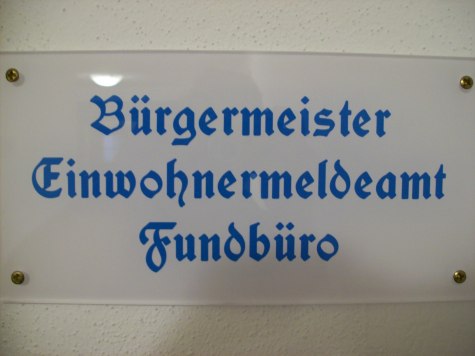 Bürgermeister
Einwohnermeldeamt
Fundbüro